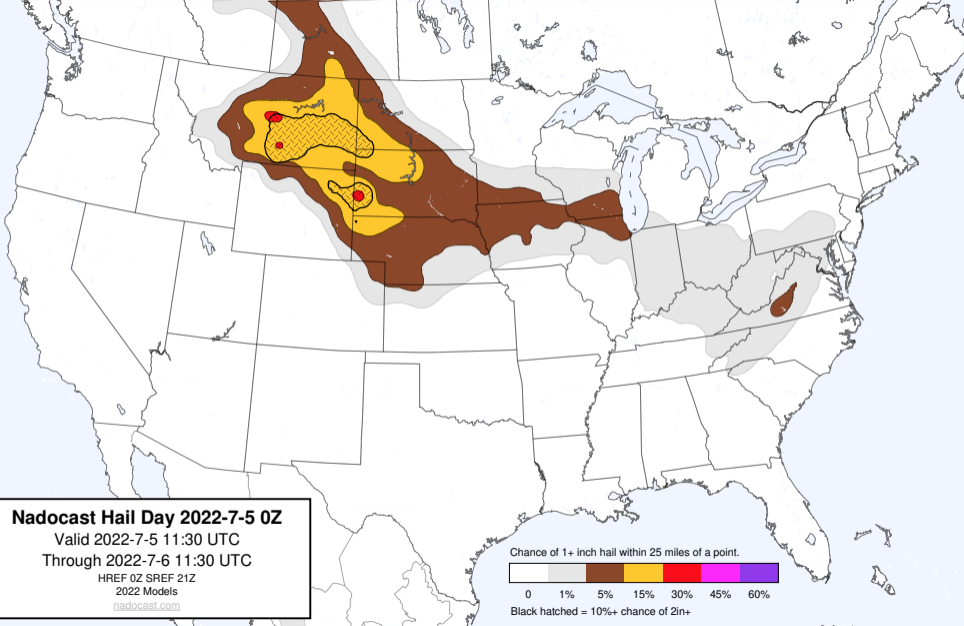 Nadocast Hail Day 2022-7-5 0Z
Valid 2022-7-5 11:30 UTC
Through 2022-7-6 11:30 UTC
HREF 0Z SREF 21Z
2022 Models
nadocast.com
Chance of 1+ inch hail within 25 miles of a point.
0 1% 5% 15% 30% 45% 60%
Black hatched = 10%+ chance of 2in+